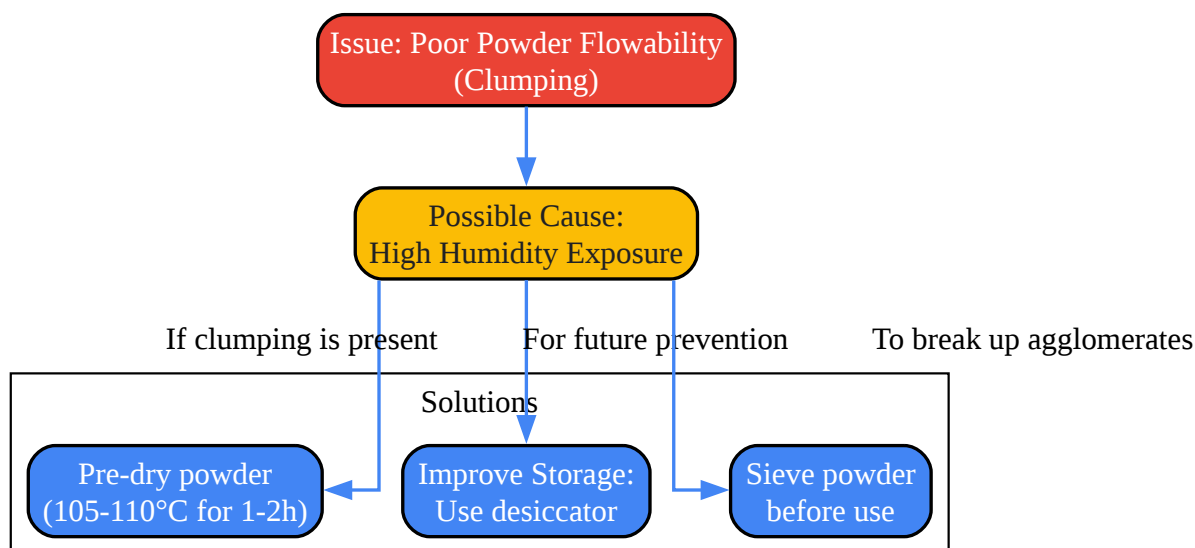 Issue: Poor Powder Flowability
(Clumping)
Possible Cause:
High Humidity Exposure
If clumping is present
For future prevention
To break up agglomerates
Solutions
Pre-dry powder
(105-110°C for 1-2h)
Improve Storage:
Use desiccator
Sieve powder
before use